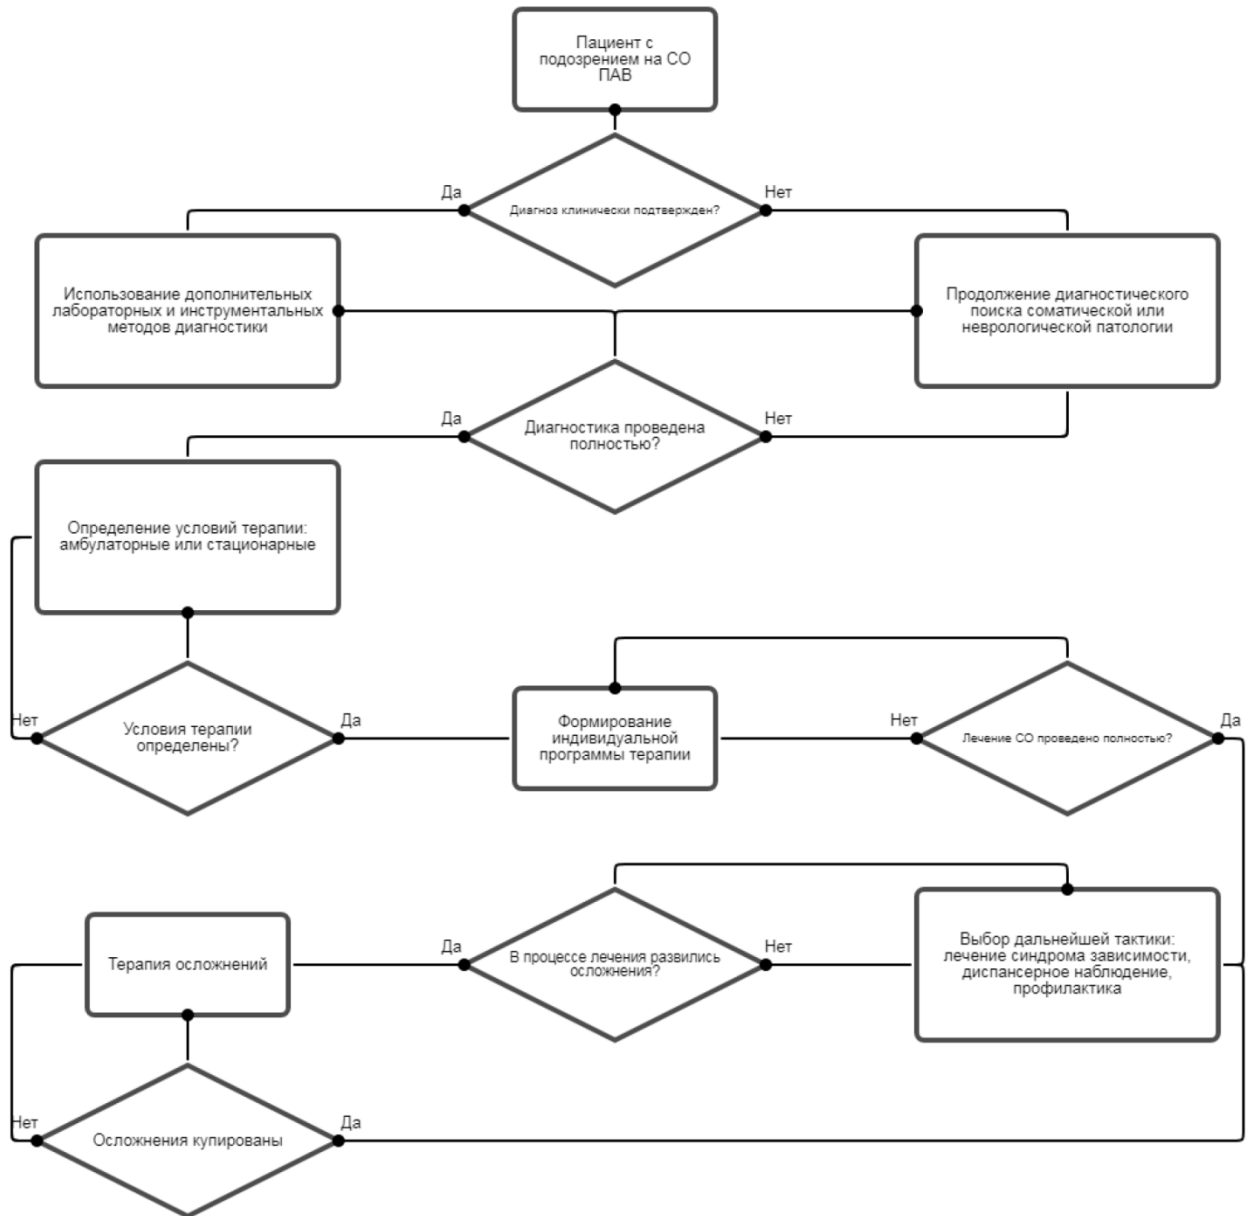 Пациент с
подозрением на СО
ПАВ
Да
Нет
Диагноз клинически подтвержден?
Использование дополнительных
лабораторных и инструментальных
методов диагностики
Продолжение диагностического
поиска соматической или
неврологической патологии
Да
Нет
Диагностика проведена
полностью?
Определение условий терапии:
амбулаторные или стационарные
Нет
Да
Условия терапии
определены?
Формирование
индивидуальной
программы терапии
Нет
Да
Лечение СО проведено полностью?
Терапия осложнений
Да
Нет
В процессе лечения развились
осложнения?
Выбор дальнейшей тактики:
лечение синдрома зависимости,
диспансерное наблюдение,
профилактика
Нет
Да
Осложнения купированы